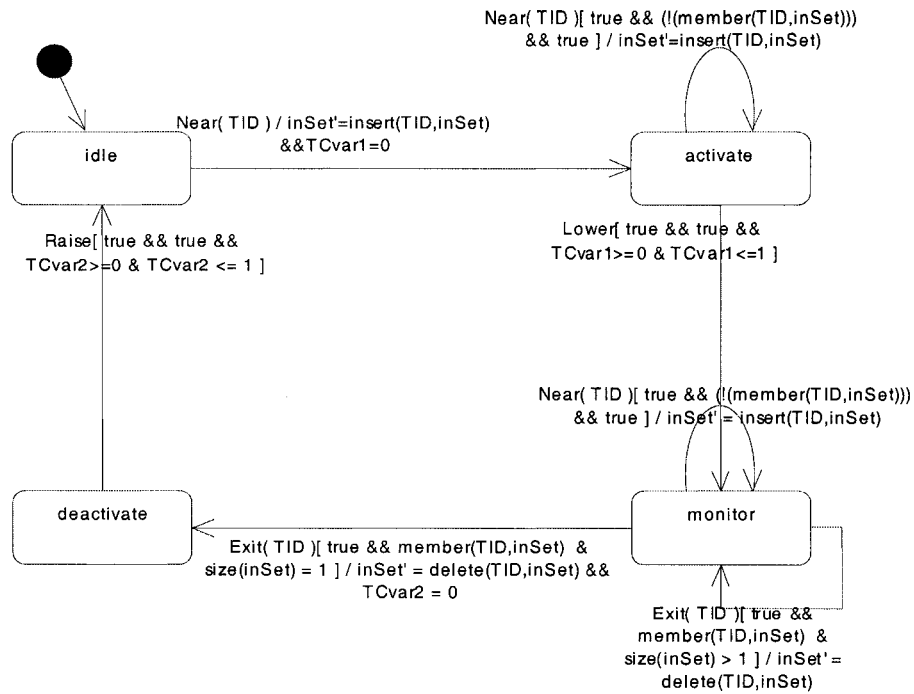 Near( TID )[ true && (!(member(TID,inSet)))
&& true ] / inSet'=insert(TID,inSet)
Near( TID ) / inSet'=insert(TID,inSet)
&&TCvar1=0
idle
activate
Raise[ true && true &&
TCvar2>=0 & TCvar2 <= 1 ]
Lower[ true && true &&
TCvar1>=0 & TCvar1<=1 ]
Near( TID )[ true && (!(member(TID,inSet)))
&& true ] / inSet' = insert(TID,inSet)
deactivate
monitor
Exit( TID )[ true && member(TID,inSet) &
size(inSet) = 1 ] / inSet' = delete(TID,inSet) &&
TCvar2 = 0
Exit( TID )[ true &&
member(TID,inSet) &
size(inSet) > 1 ] / inSet' =
delete(TID,inSet)